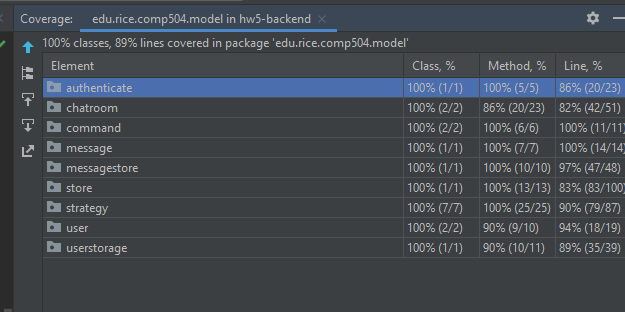 Coverage: edu.rice.comp504.model in hw5-backend
100% classes, 89% lines covered in package 'edu.rice.comp504.model'
Element Class, % Method, % Line, %
authenticate 100% (1/1) 100% (5/5) 86% (20/23)
chatroom 100% (2/2) 86% (20/23) 82% (42/51)
command 100% (2/2) 100% (6/6) 100% (11/11)
message 100% (1/1) 100% (7/7) 100% (14/14)
messagestore 100% (1/1) 100% (10/10) 97% (47/48)
store 100% (1/1) 100% (13/13) 83% (83/100)
strategy 100% (7/7) 100% (25/25) 90% (79/87)
user 100% (2/2) 90% (9/10) 94% (18/19)
userstorage 100% (1/1) 90% (10/11) 89% (35/39)